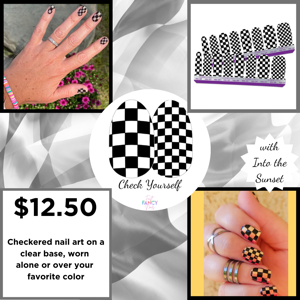 Check Yourself
FANCY
with
Into the
Sunset
$12.50
Checkered nail art on a
clear base, worn
alone or over your
favorite color